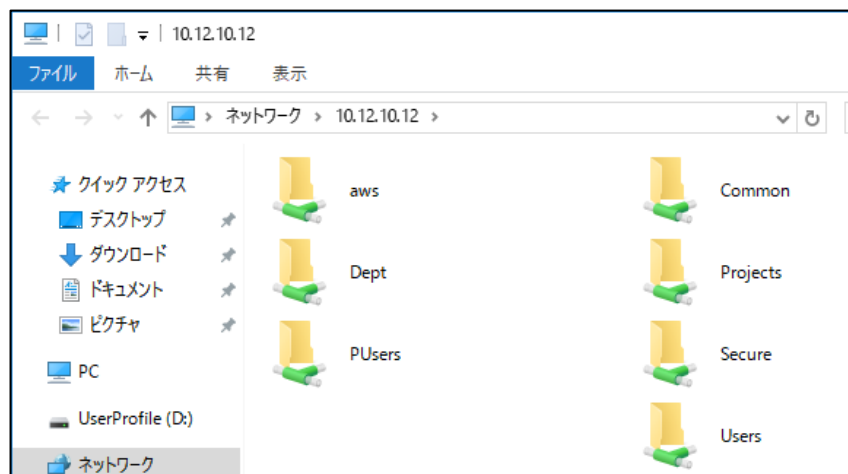 10.12.10.12
ファイル ホーム 共有 表示
ネットワーク 10.12.10.12
クイック アクセス
デスクトップ
ダウンロード
ドキュメント
ピクチャ
PC
UserProfile (D:)
ネットワーク
aws
Common
Dept
Projects
PUsers
Secure
Users